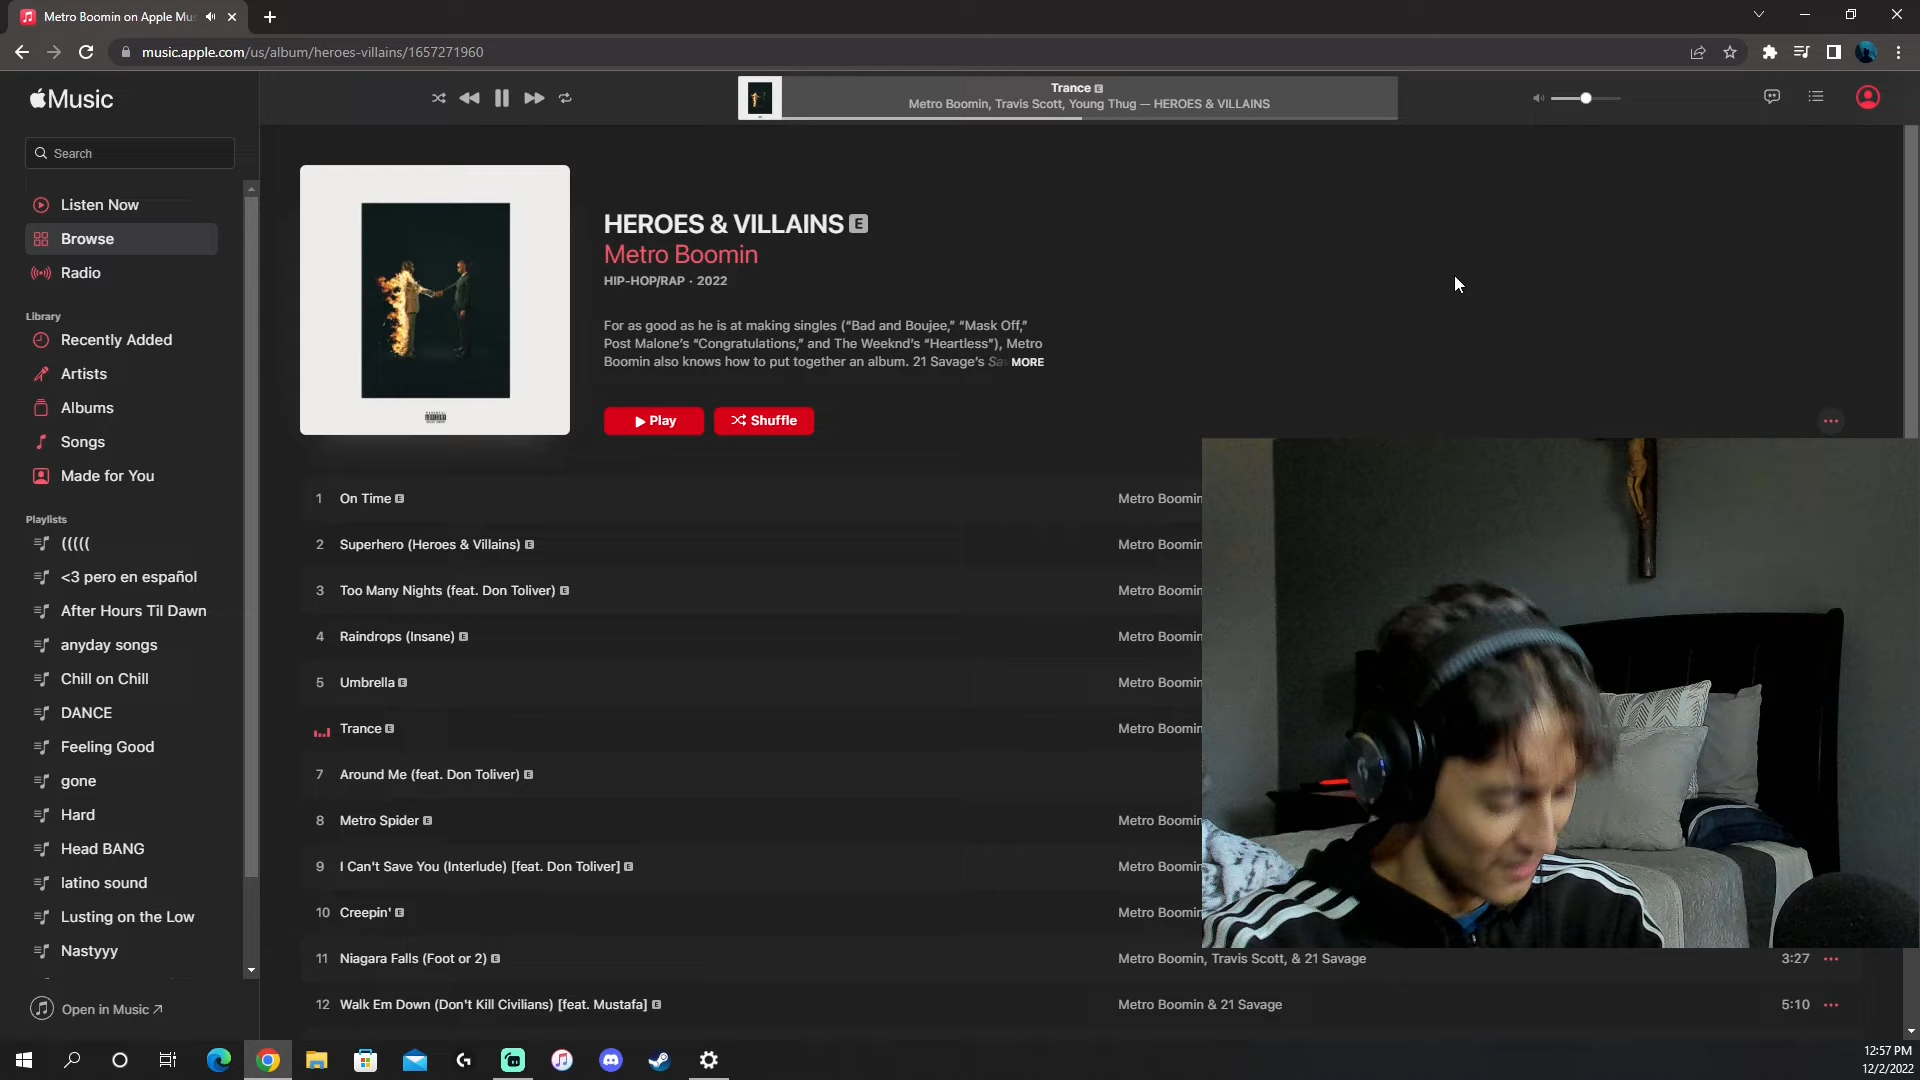 Metro Boomin on Apple Mus
music.apple.com/us/album/heroes-villains/1657271960
Music
Trance E
Metro Boomin, Travis Scott, Young Thug — HEROES & VILLAINS
Search
Listen Now
Browse
Radio
Library
Recently Added
Artists
Albums
Songs
Made for You
Playlists
(((((
<3 pero en español
After Hours Til Dawn
anyday songs
Chill on Chill
DANCE
Feeling Good
gone
Hard
Head BANG
latino sound
Lusting on the Low
Nastyyy
Open in Music ↗
HEROES & VILLAINS E
Metro Boomin
HIP-HOP/RAP · 2022
For as good as he is at making singles (“Bad and Boujee,” “Mask Off,”
Post Malone’s “Congratulations,” and The Weeknd’s “Heartless”), Metro
Boomin also knows how to put together an album. 21 Savage’s Sa MORE
Play
Shuffle
1 On Time E Metro Boomin
2 Superhero (Heroes & Villains) E Metro Boomin
3 Too Many Nights (feat. Don Toliver) E Metro Boomin
4 Raindrops (Insane) E Metro Boomin
5 Umbrella E Metro Boomin
Trance E Metro Boomin
7 Around Me (feat. Don Toliver) E
8 Metro Spider E Metro Boomin
9 I Can't Save You (Interlude) [feat. Don Toliver] E Metro Boomin
10 Creepin' E Metro Boomin
11 Niagara Falls (Foot or 2) E Metro Boomin, Travis Scott, & 21 Savage 3:27
12 Walk Em Down (Don't Kill Civilians) [feat. Mustafa] E Metro Boomin & 21 Savage 5:10
12:57 PM
12/2/2022